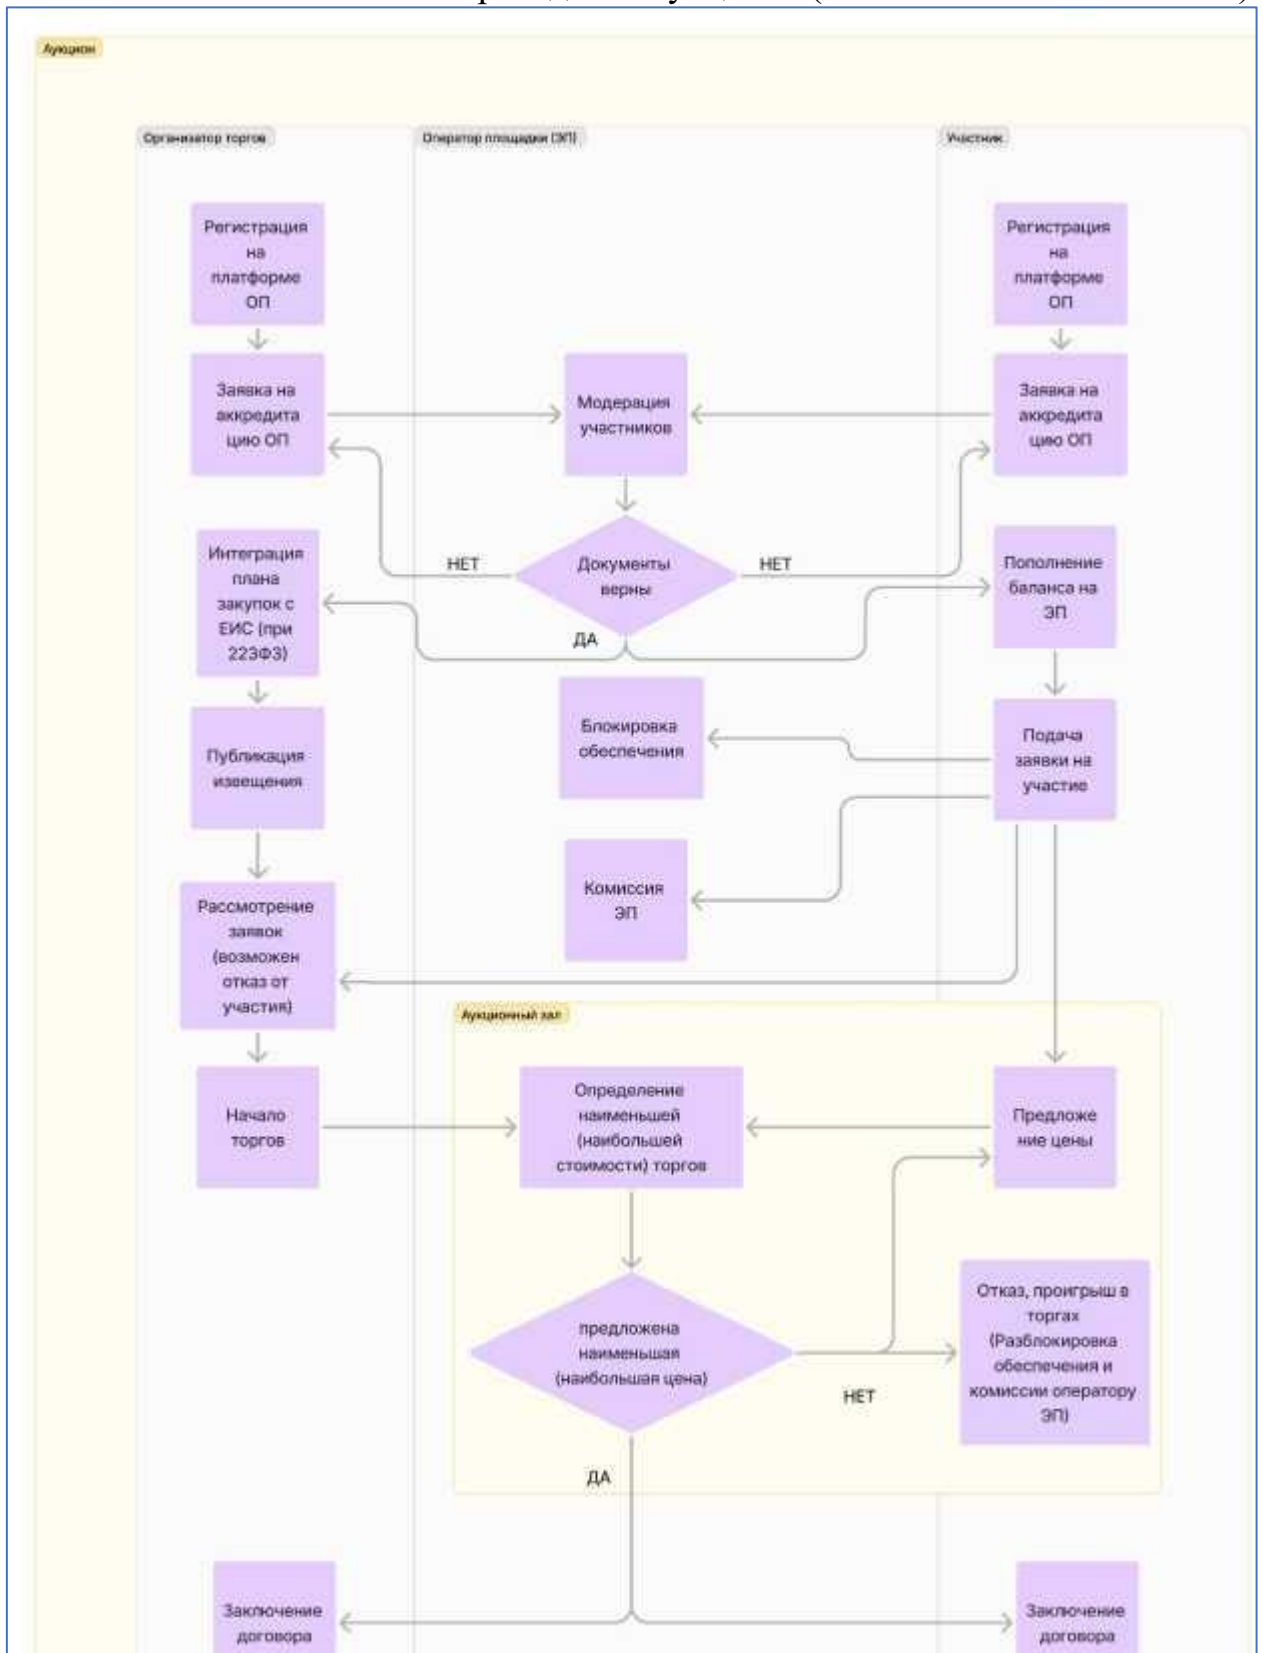 Аукцион
Организатор торгов
Оператор площадки (ЭП)
Участник
Регистрация
на
платформе
ОП
Регистрация
на
платформе
ОП
Заявка на
аккредита
цию ОП
Модерация
участников
Заявка на
аккредита
цию ОП
Интеграция
плана
закупок с
ЕИС (при
223ФЗ)
НЕТ
Документы
верны
НЕТ
Пополнение
баланса на
ЭП
ДА
Публикация
извещения
Блокировка
обеспечения
Подача
заявки на
участие
Рассмотрение
заявок
(возможен
отказ от
участия)
Комиссия
ЭП
Аукционный зал
Начало
торгов
Определение
наименьшей
(наибольшей
стоимости) торгов
Предложе
ние цены
предложена
наименьшая
(наибольшая цена)
НЕТ
Отказ, проигрыш в
торгах
(Разблокировка
обеспечения и
комиссии оператору
ЭП)
ДА
Заключение
договора
Заключение
договора